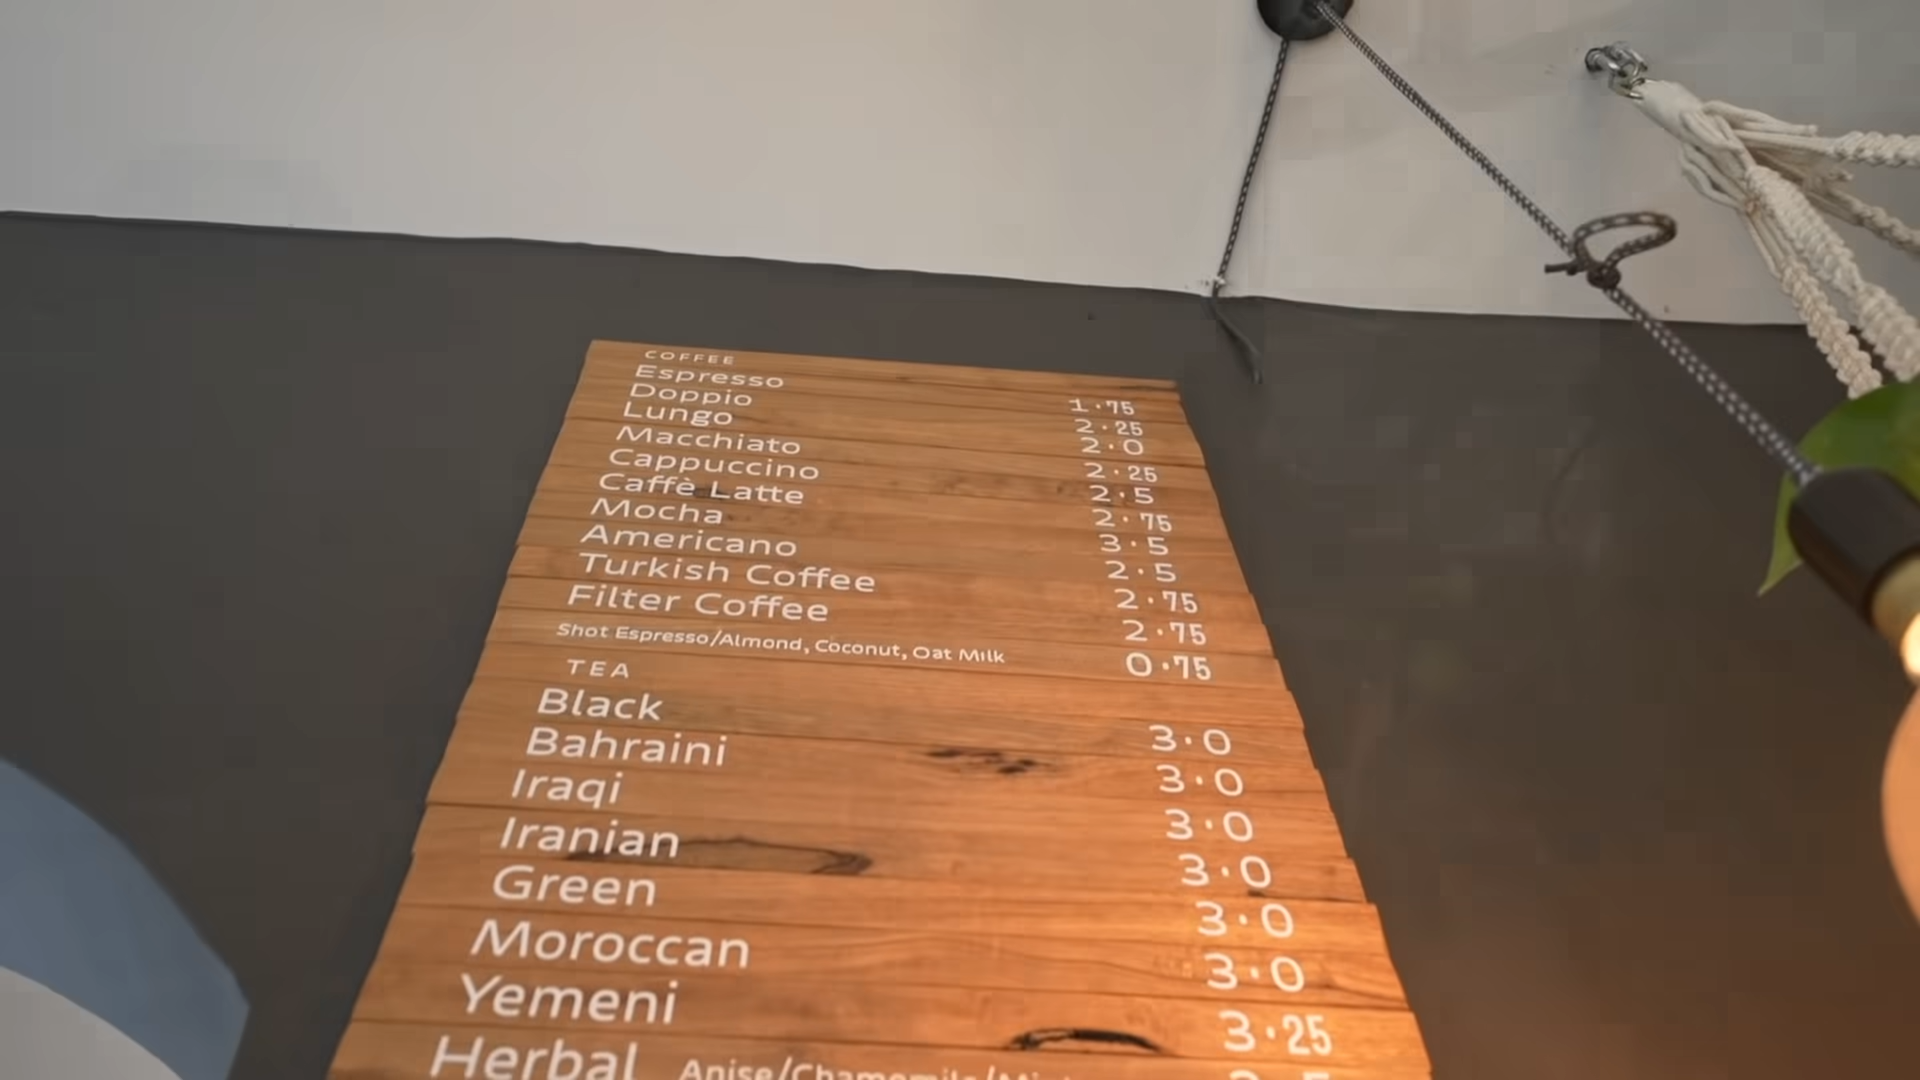 COFFEE
Espresso 1.75
Doppio 2.25
Lungo 2.0
Macchiato 2.25
Cappuccino 2.5
Caffè Latte 2.75
Mocha 3.5
Americano 2.5
Turkish Coffee 2.75
Filter Coffee 2.75
Shot Espresso/Almond, Coconut, Oat Milk 0.75
TEA
Black 3.0
Bahraini 3.0
Iraqi 3.0
Iranian 3.0
Green 3.0
Moroccan 3.0
Yemeni 3.25
Herbal Anise/Chamomile/